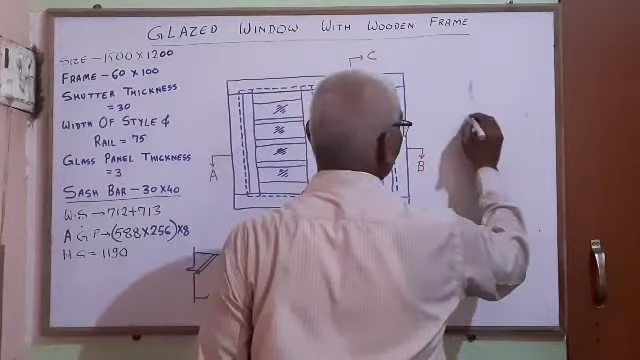 GLAZED WINDOW WITH WOODEN FRAME
SIZE - 1500 X 1200
FRAME - 60 X 100
SHUTTER THICKNESS
= 30
WIDTH OF STYLE &
RAIL = 75
GLASS PANEL THICKNESS
= 3
SASH BAR - 30 X 40
W.S → 712 + 713
A.G.P → (588 X 256) X 8
H S = 1190
C
A
B